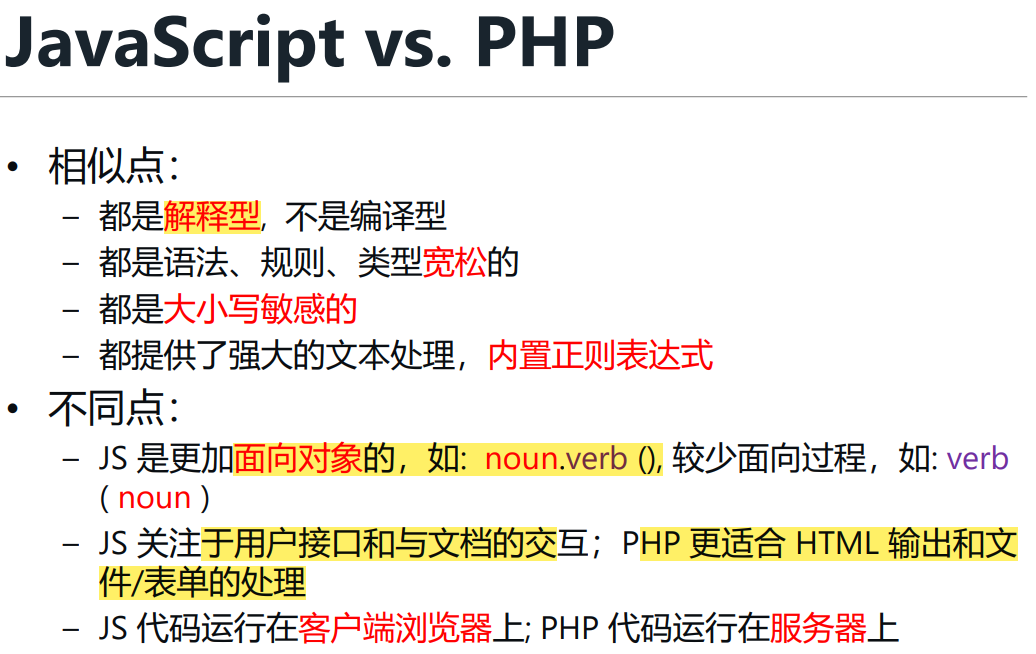 JavaScript vs. PHP
• 相似点：
– 都是解释型, 不是编译型
– 都是语法、规则、类型宽松的
– 都是大小写敏感的
– 都提供了强大的文本处理，内置正则表达式
• 不同点：
– JS 是更加面向对象的，如: noun.verb (), 较少面向过程，如: verb
( noun )
– JS 关注于用户接口和与文档的交互；PHP 更适合 HTML 输出和文
件/表单的处理
– JS 代码运行在客户端浏览器上; PHP 代码运行在服务器上